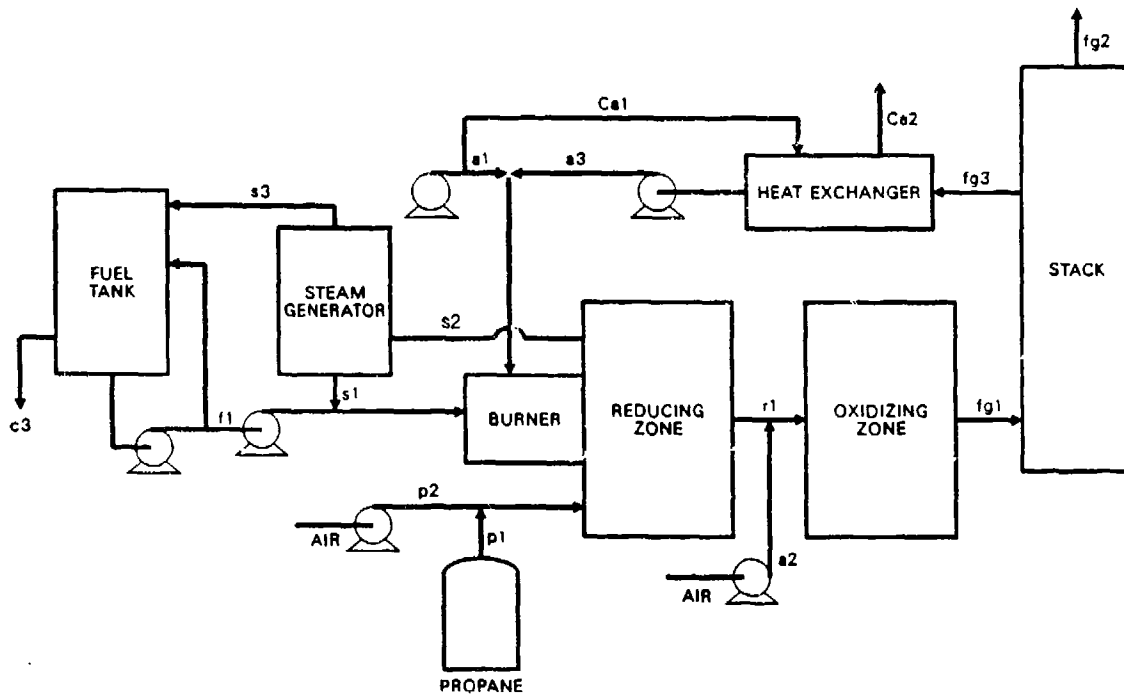 fg2
Ca1
Ca2
a1
a3
HEAT EXCHANGER
fg3
s3
FUEL
TANK
STEAM
GENERATOR
STACK
s2
s1
f1
c3
BURNER
REDUCING
ZONE
r1
OXIDIZING
ZONE
fg1
p2
AIR
p1
a2
AIR
PROPANE